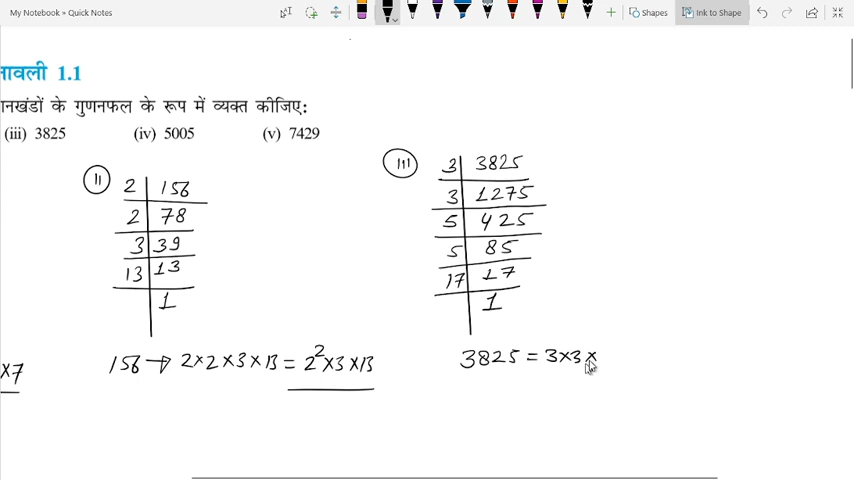 My Notebook » Quick Notes
Shapes
Ink to Shape
नावली 1.1
ानखंडों के गुणनफल के रूप में व्यक्त कीजिए:
(iii) 3825 (iv) 5005 (v) 7429
II
2 156
2 78
3 39
13 13
1
III
3 3825
3 1275
5 425
5 85
17 17
1
×7
156 → 2×2×3×13 = 2²×3×13
3825 = 3×3×